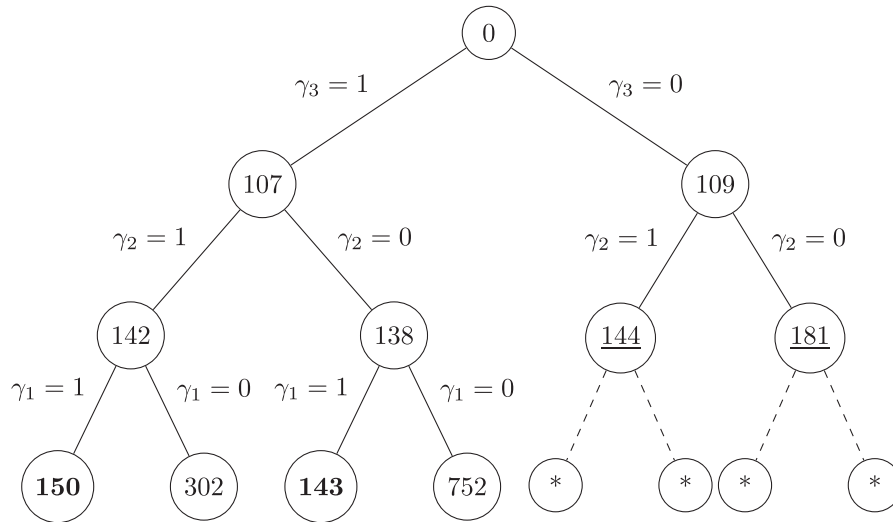 0
γ₃ = 1
γ₃ = 0
107
109
γ₂ = 1
γ₂ = 0
γ₂ = 1
γ₂ = 0
142
138
144
181
γ₁ = 1
γ₁ = 0
γ₁ = 1
γ₁ = 0
150
302
143
752
*
*
*
*